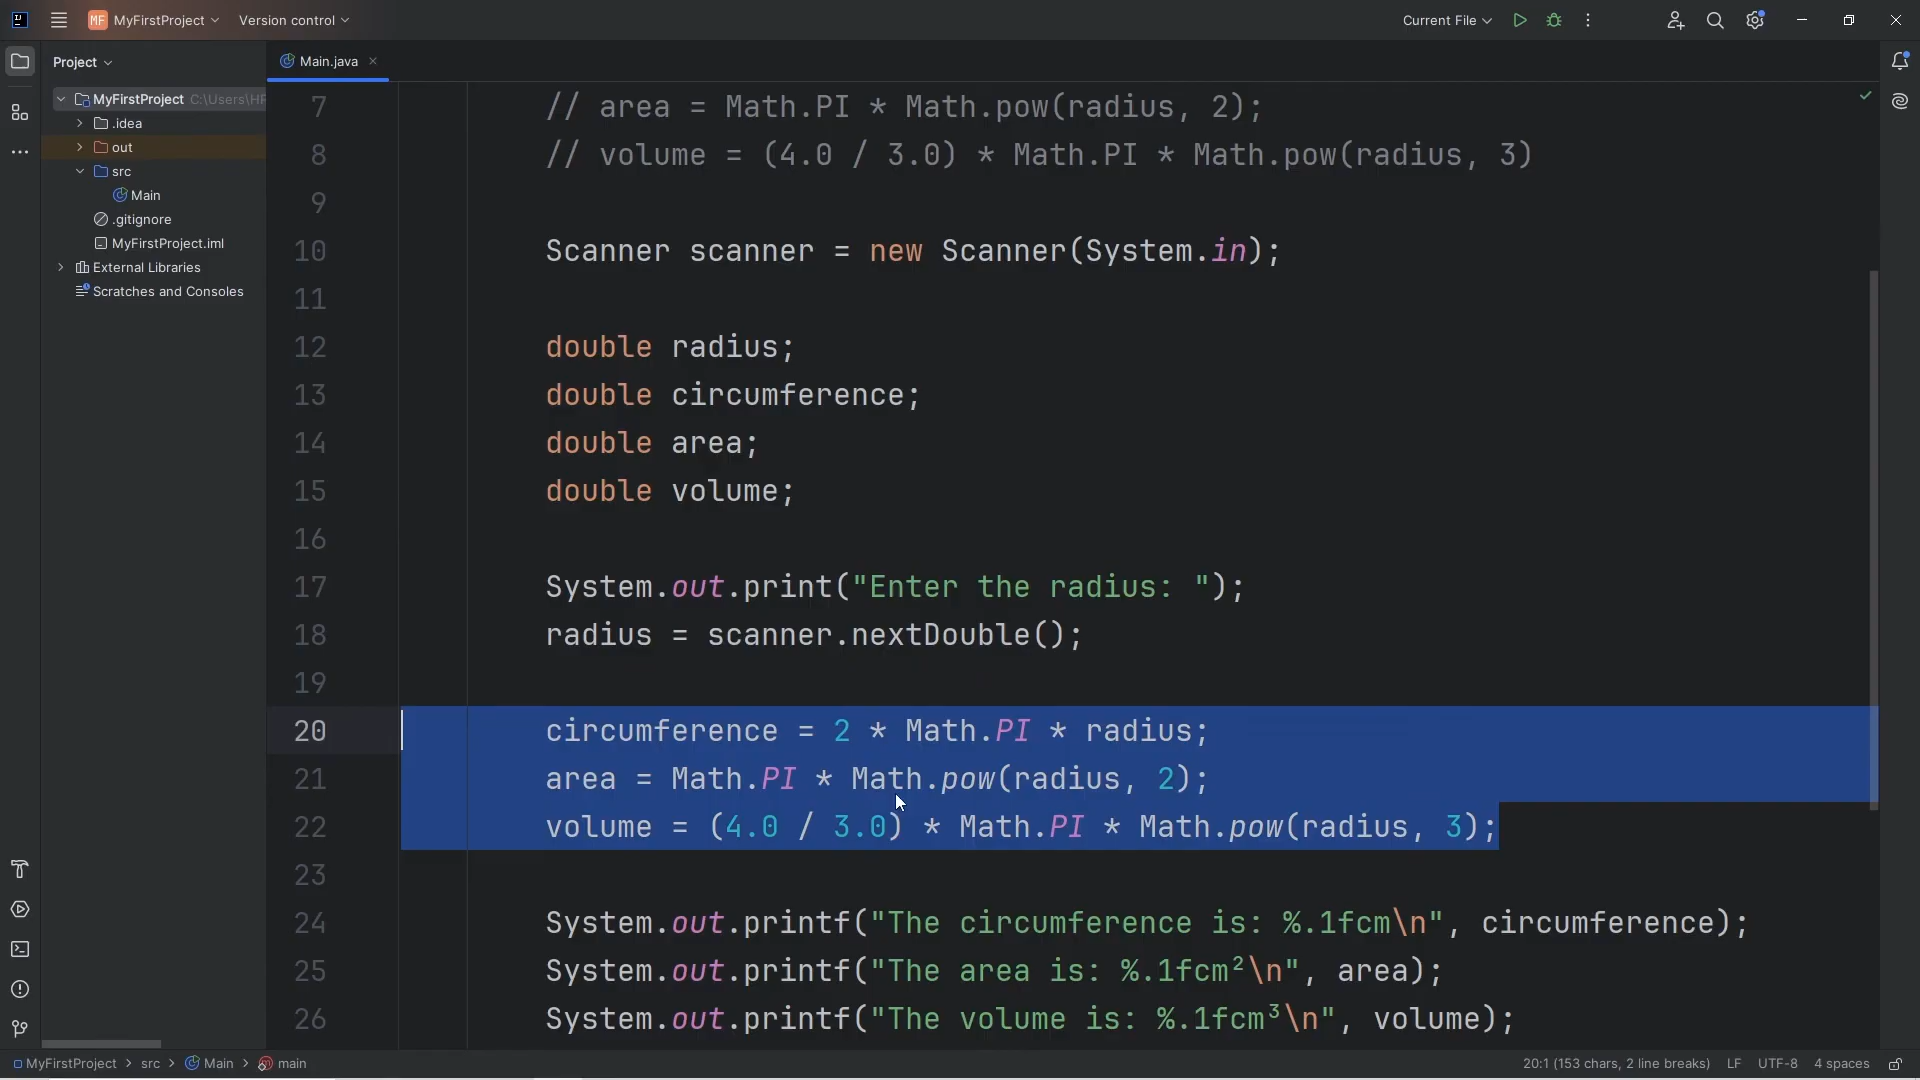 MF MyFirstProject Version control Current File
Project Main.java
MyFirstProject C:\Users\HP
.idea
out
src
Main
.gitignore
MyFirstProject.iml
External Libraries
Scratches and Consoles
7 // area = Math.PI * Math.pow(radius, 2);
8 // volume = (4.0 / 3.0) * Math.PI * Math.pow(radius, 3)
9
10 Scanner scanner = new Scanner(System.in);
11
12 double radius;
13 double circumference;
14 double area;
15 double volume;
16
17 System.out.print("Enter the radius: ");
18 radius = scanner.nextDouble();
19
20 circumference = 2 * Math.PI * radius;
21 area = Math.PI * Math.pow(radius, 2);
22 volume = (4.0 / 3.0) * Math.PI * Math.pow(radius, 3);
23
24 System.out.printf("The circumference is: %.1fcm\n", circumference);
25 System.out.printf("The area is: %.1fcm²\n", area);
26 System.out.printf("The volume is: %.1fcm³\n", volume);
MyFirstProject > src > Main > main 20:1 (153 chars, 2 line breaks) LF UTF-8 4 spaces